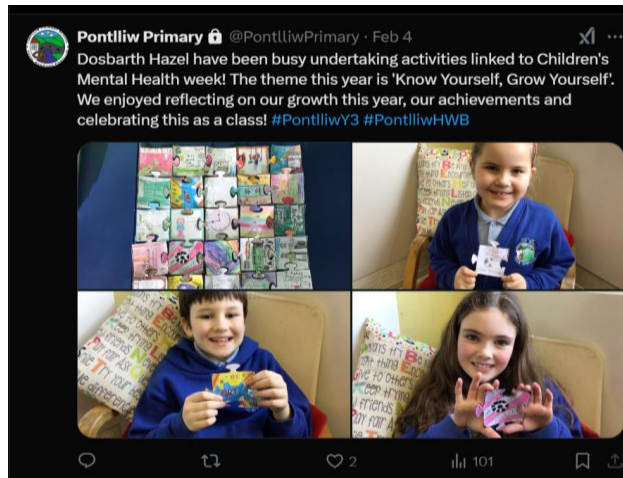 Pontlliw Primary @PontlliwPrimary · Feb 4
Dosbarth Hazel have been busy undertaking activities linked to Children's
Mental Health week! The theme this year is 'Know Yourself, Grow Yourself'.
We enjoyed reflecting on our growth this year, our achievements and
celebrating this as a class! #PontlliwY3 #PontlliwHWB
2
101